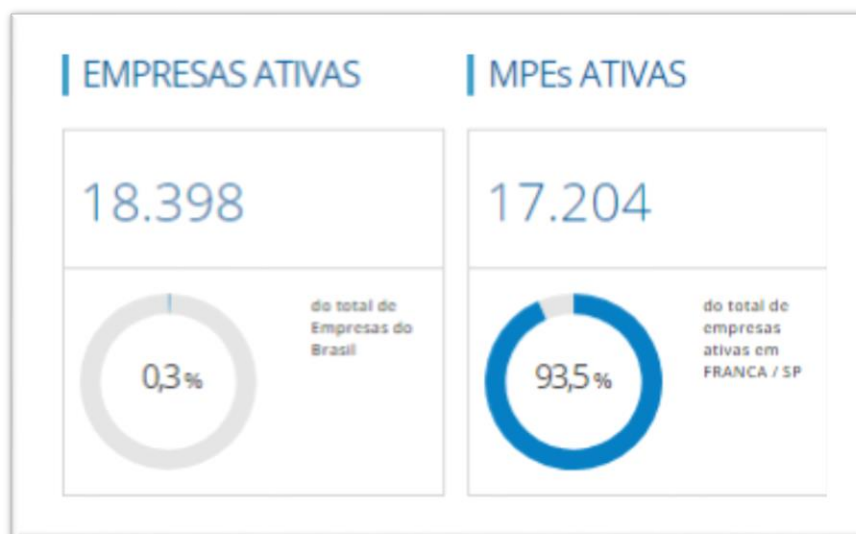 EMPRESAS ATIVAS
18.398
0,3%
do total de
Empresas do
Brasil
MPEs ATIVAS
17.204
93,5%
do total de
empresas
ativas em
FRANCA / SP